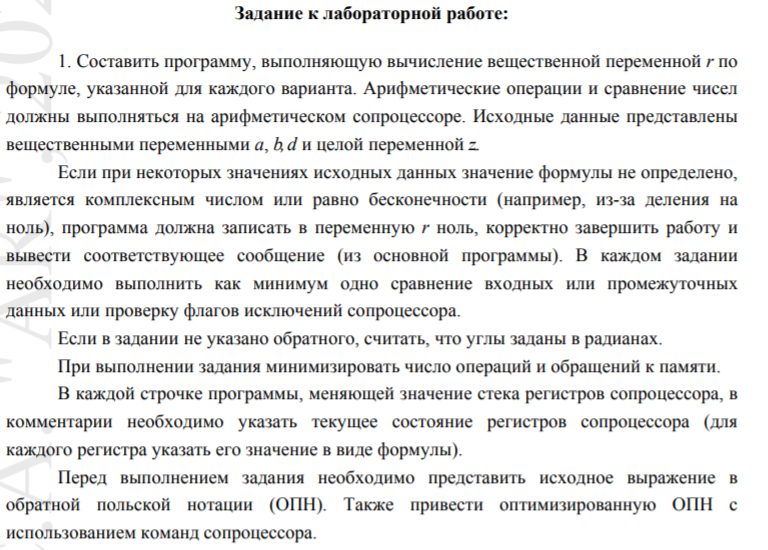 Задание к лабораторной работе:
1. Составить программу, выполняющую вычисление вещественной переменной r по
формуле, указанной для каждого варианта. Арифметические операции и сравнение чисел
должны выполняться на арифметическом сопроцессоре. Исходные данные представлены
вещественными переменными a, b,d и целой переменной z.
Если при некоторых значениях исходных данных значение формулы не определено,
является комплексным числом или равно бесконечности (например, из-за деления на
ноль), программа должна записать в переменную r ноль, корректно завершить работу и
вывести соответствующее сообщение (из основной программы). В каждом задании
необходимо выполнить как минимум одно сравнение входных или промежуточных
данных или проверку флагов исключений сопроцессора.
Если в задании не указано обратного, считать, что углы заданы в радианах.
При выполнении задания минимизировать число операций и обращений к памяти.
В каждой строчке программы, меняющей значение стека регистров сопроцессора, в
комментарии необходимо указать текущее состояние регистров сопроцессора (для
каждого регистра указать его значение в виде формулы).
Перед выполнением задания необходимо представить исходное выражение в
обратной польской нотации (ОПН). Также привести оптимизированную ОПН с
использованием команд сопроцессора.